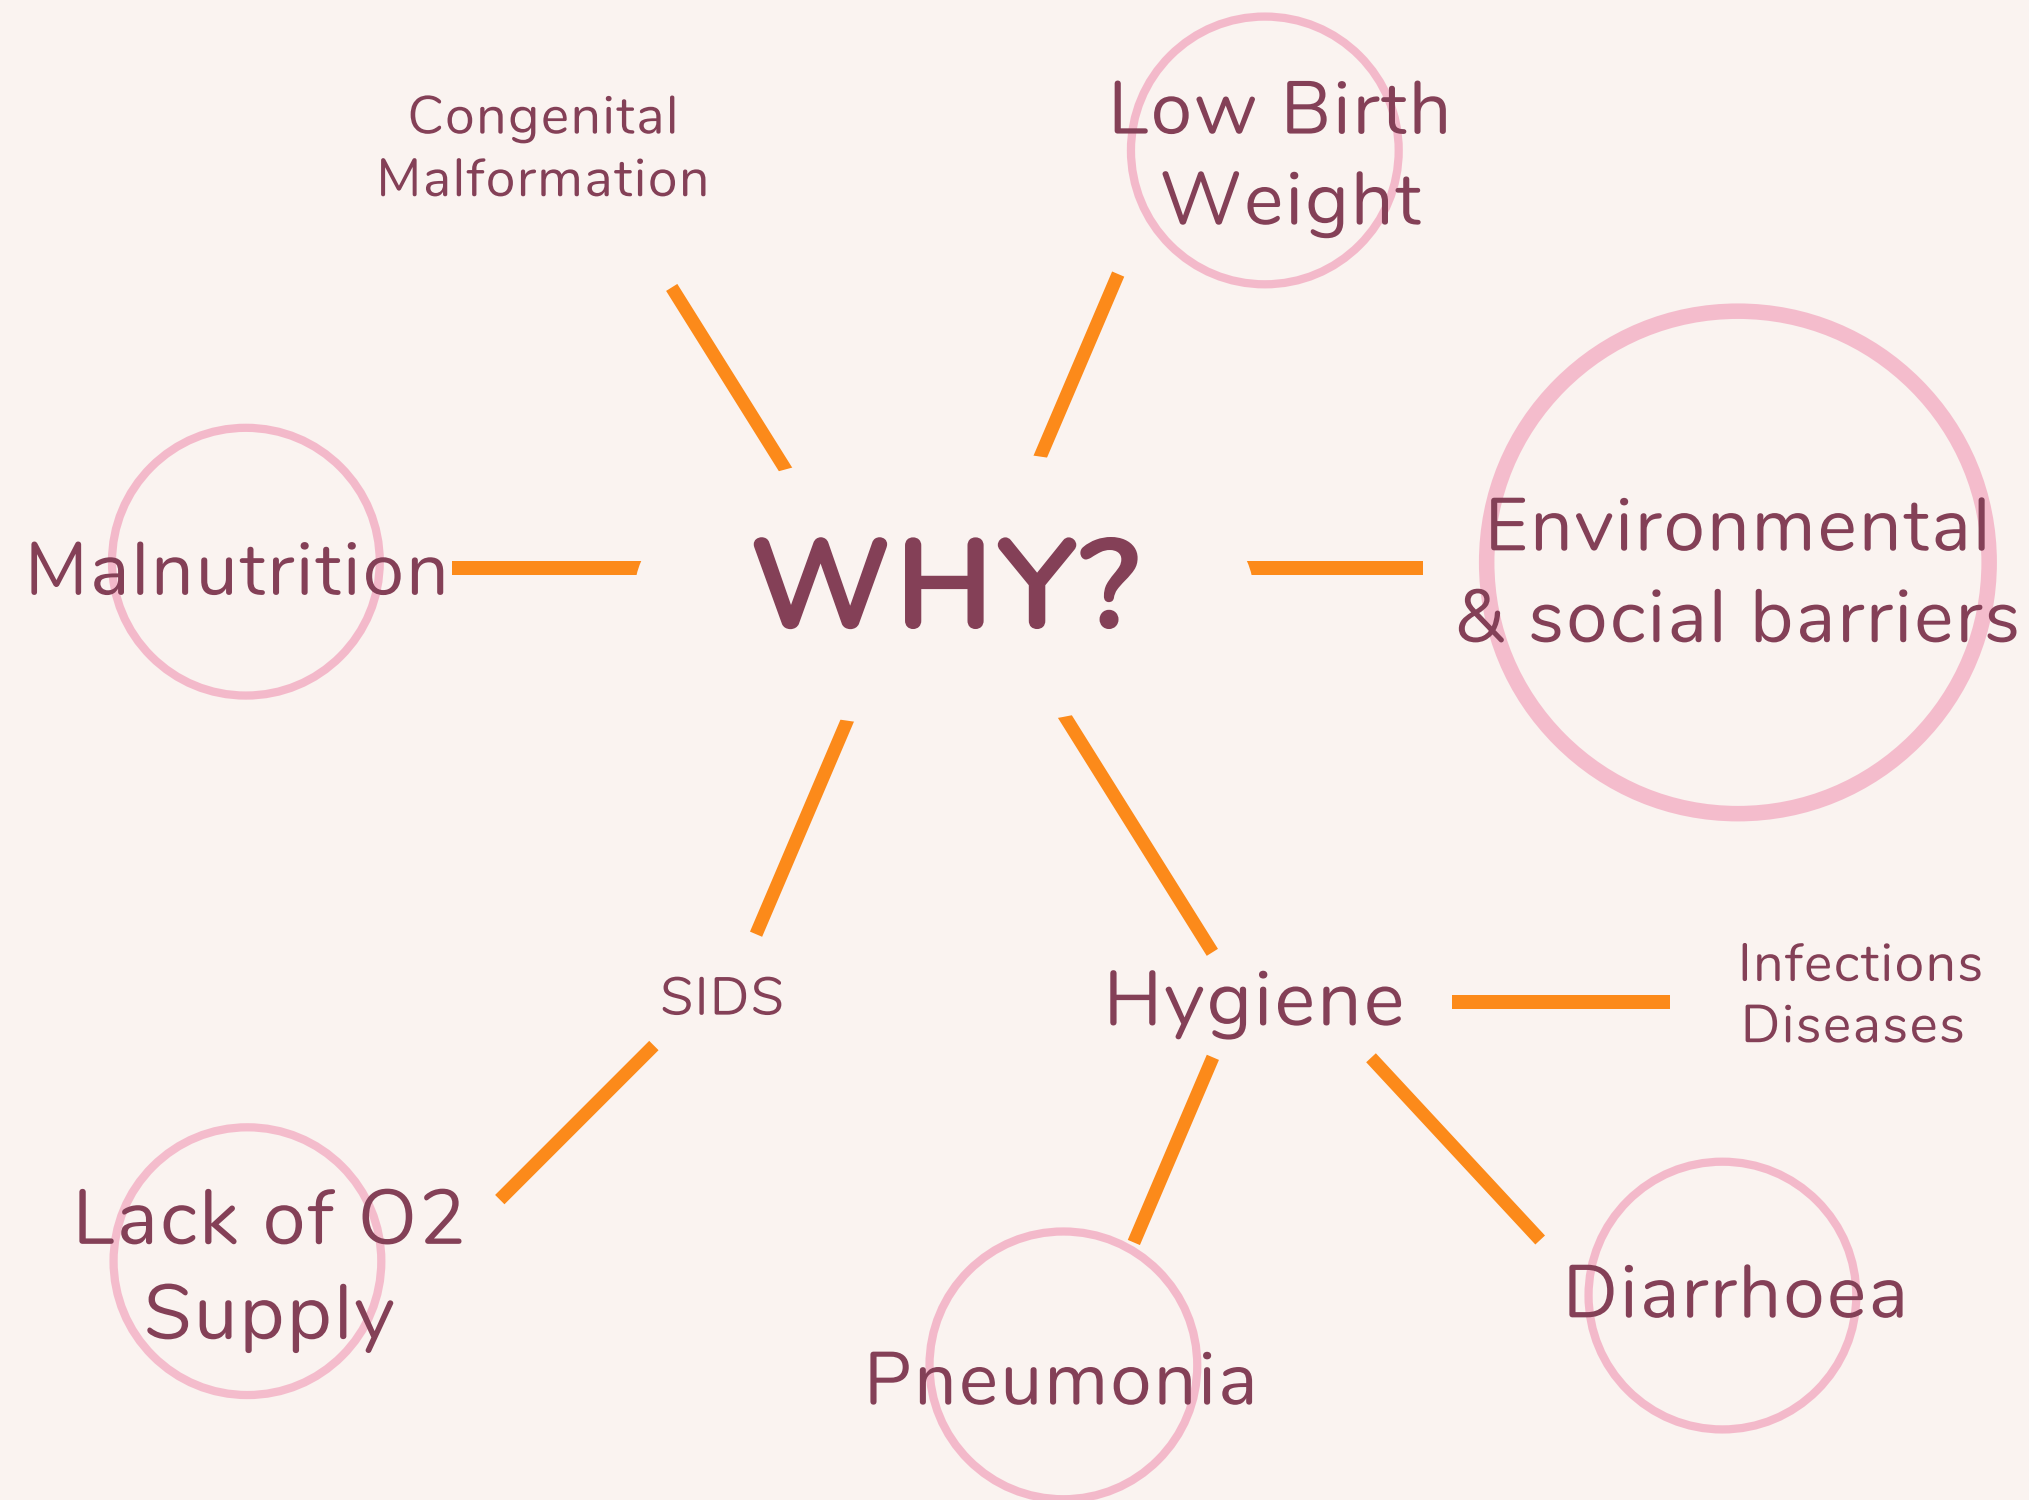 Congenital
Malformation
Low Birth
Weight
Malnutrition
WHY?
Environmental
& social barriers
SIDS
Hygiene
Infections
Diseases
Lack of O2
Supply
Pneumonia
Diarrhoea